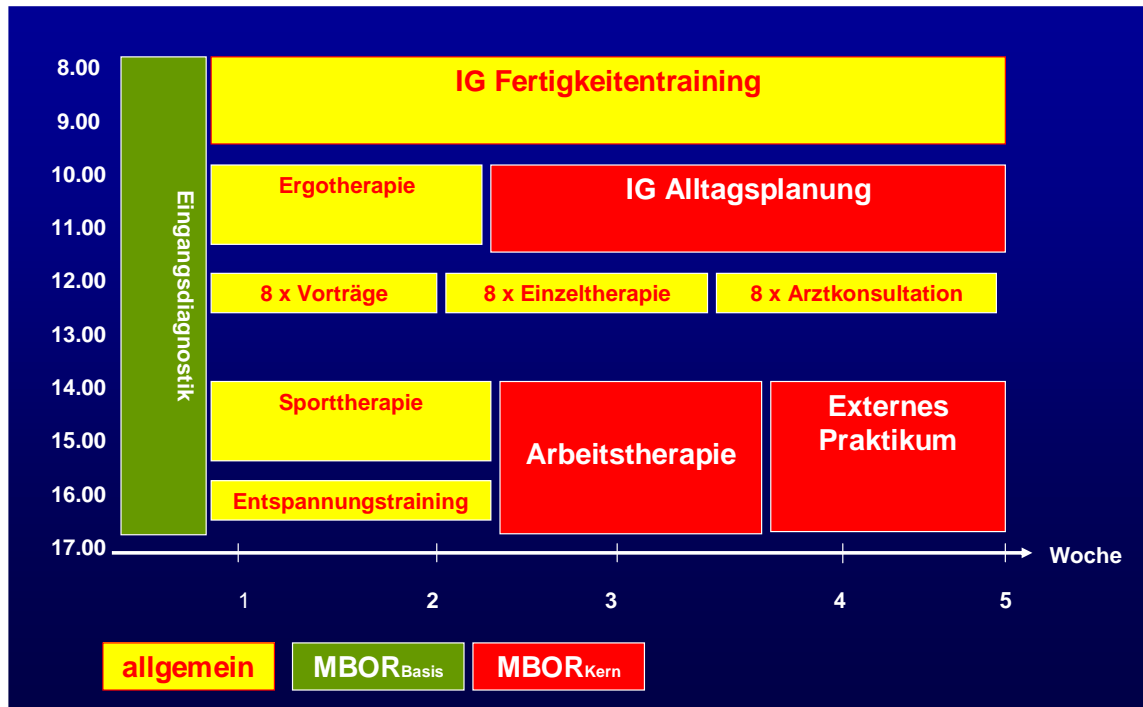 8.00
IG Fertigkeitentraining
9.00
10.00
Ergotherapie
IG Alltagsplanung
Eingangsdiagnostik
11.00
12.00
8 x Vorträge
8 x Einzeltherapie
8 x Arztkonsultation
13.00
14.00
Sporttherapie
Externes
Praktikum
15.00
Arbeitstherapie
16.00
Entspannungstraining
17.00
Woche
1
2
3
4
5
allgemein
MBORBasis
MBORKern